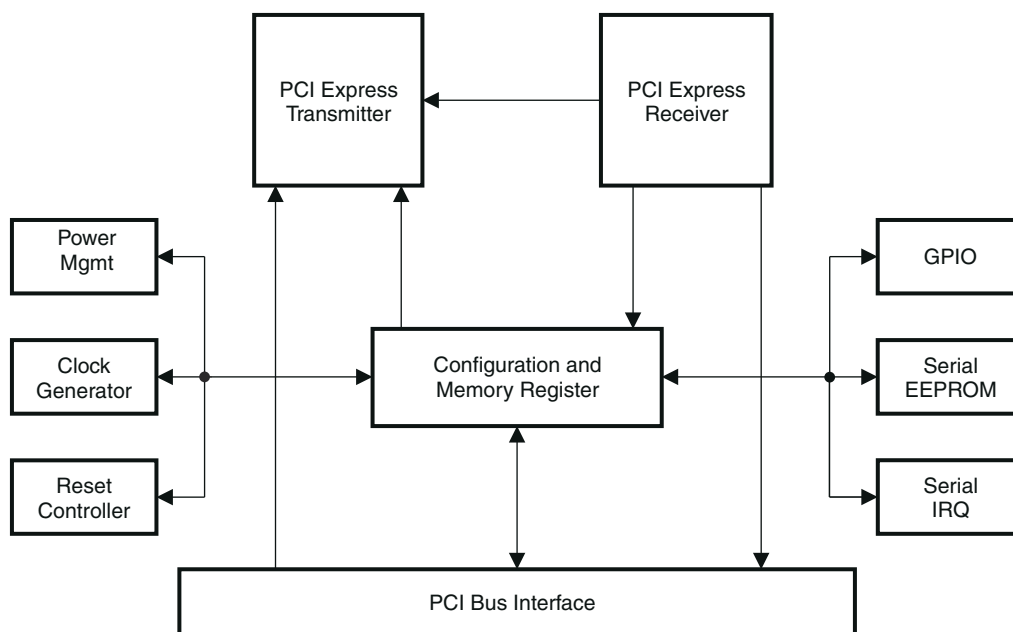 PCI Express
Transmitter
PCI Express
Receiver
Power
Mgmt
GPIO
Clock
Generator
Configuration and
Memory Register
Serial
EEPROM
Reset
Controller
Serial
IRQ
PCI Bus Interface